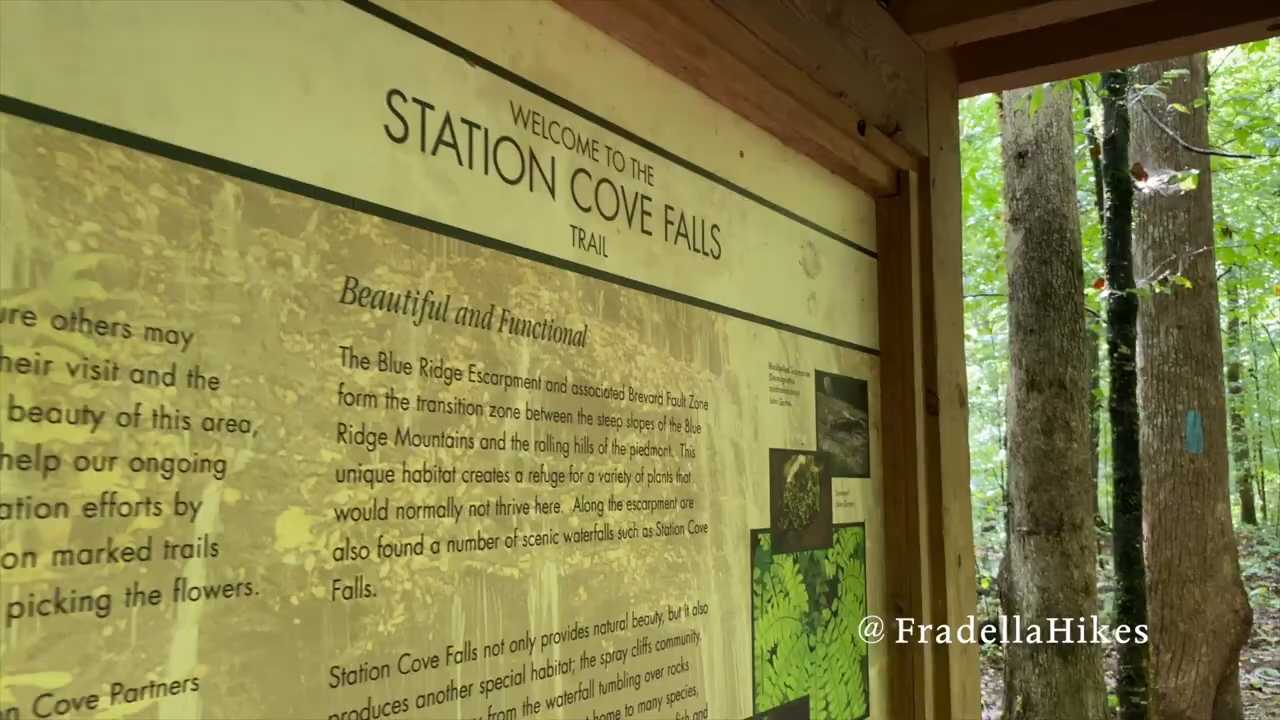 WELCOME TO THE
STATION COVE FALLS
TRAIL
ure others may
heir visit and the
beauty of this area,
help our ongoing
ation efforts by
on marked trails
picking the flowers.
n Cove Partners
Beautiful and Functional
The Blue Ridge Escarpment and associated Brevard Fault Zone
form the transition zone between the steep slopes of the Blue
Ridge Mountains and the rolling hills of the piedmont. This
unique habitat creates a refuge for a variety of plants that
would normally not thrive here. Along the escarpment are
also found a number of scenic waterfalls such as Station Cove
Falls.
Station Cove Falls not only provides natural beauty, but it also
produces another special habitat; the spray cliffs community.
from the waterfall tumbling over rocks
home to many species,
fish and
@FradellaHikes